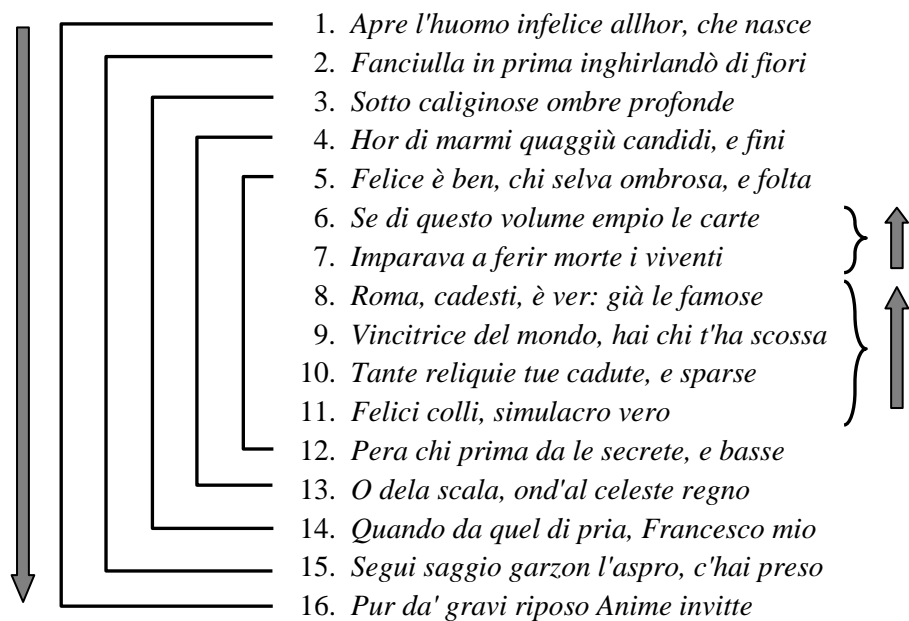 1. Apre l'huomo infelice allhor, che nasce
2. Fanciulla in prima inghirlandò di fiori
3. Sotto caliginose ombre profonde
4. Hor di marmi quaggiù candidi, e fini
5. Felice è ben, chi selva ombrosa, e folta
6. Se di questo volume empio le carte
7. Imparava a ferir morte i viventi
8. Roma, cadesti, è ver: già le famose
9. Vincitrice del mondo, hai chi t'ha scossa
10. Tante reliquie tue cadute, e sparse
11. Felici colli, simulacro vero
12. Pera chi prima da le secrete, e basse
13. O dela scala, ond'al celeste regno
14. Quando da quel di pria, Francesco mio
15. Segui saggio garzon l'aspro, c'hai preso
16. Pur da' gravi riposo Anime invitte